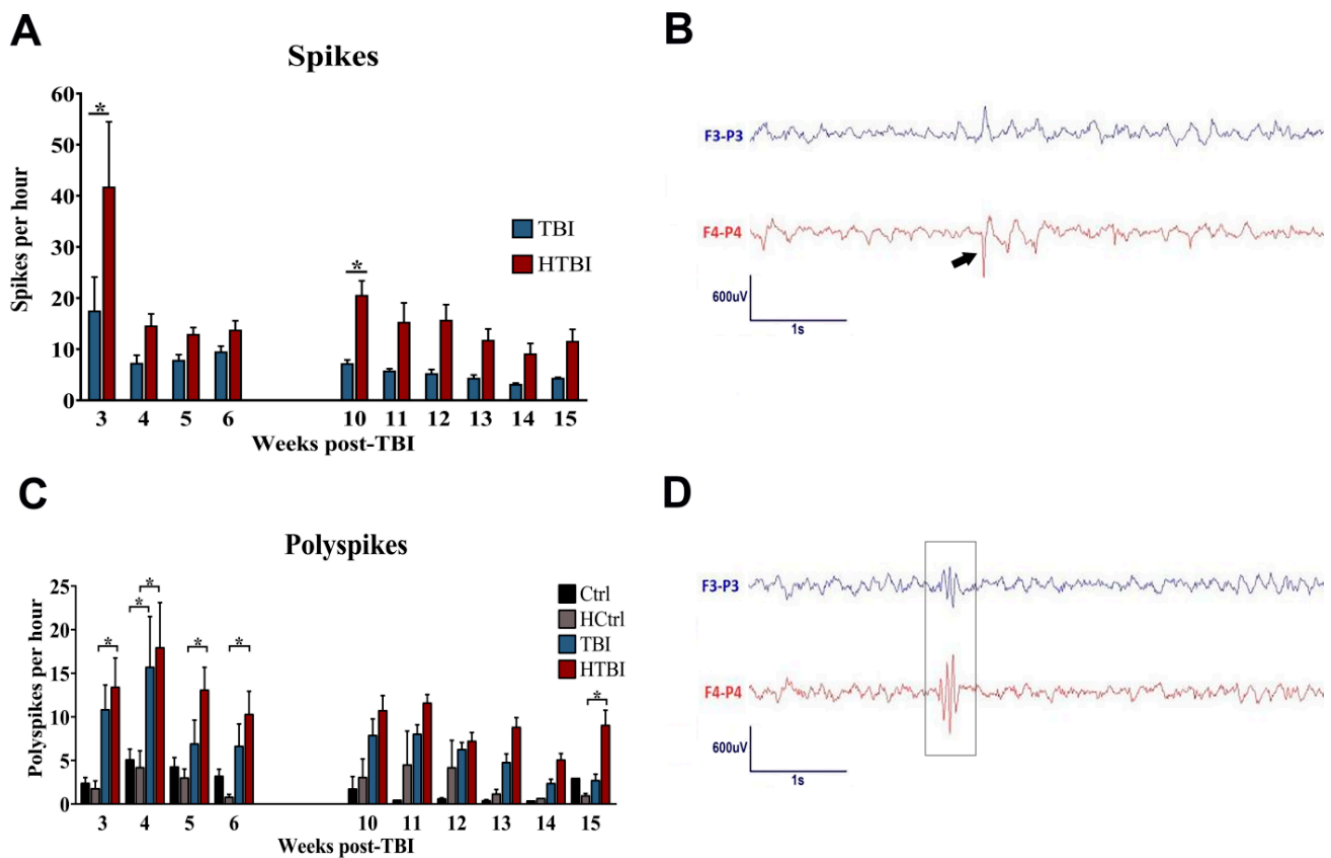 A
Spikes
Spikes per hour
60
50
40
30
20
10
0
*
*
TBI
HTBI
3 4 5 6 10 11 12 13 14 15
Weeks post-TBI
B
F3-P3
F4-P4
600uV
1s
C
Polyspikes
Polyspikes per hour
25
20
15
10
5
0
*
*
*
*
*
*
Ctrl
HCtrl
TBI
HTBI
3 4 5 6 10 11 12 13 14 15
Weeks post-TBI
D
F3-P3
F4-P4
600uV
1s